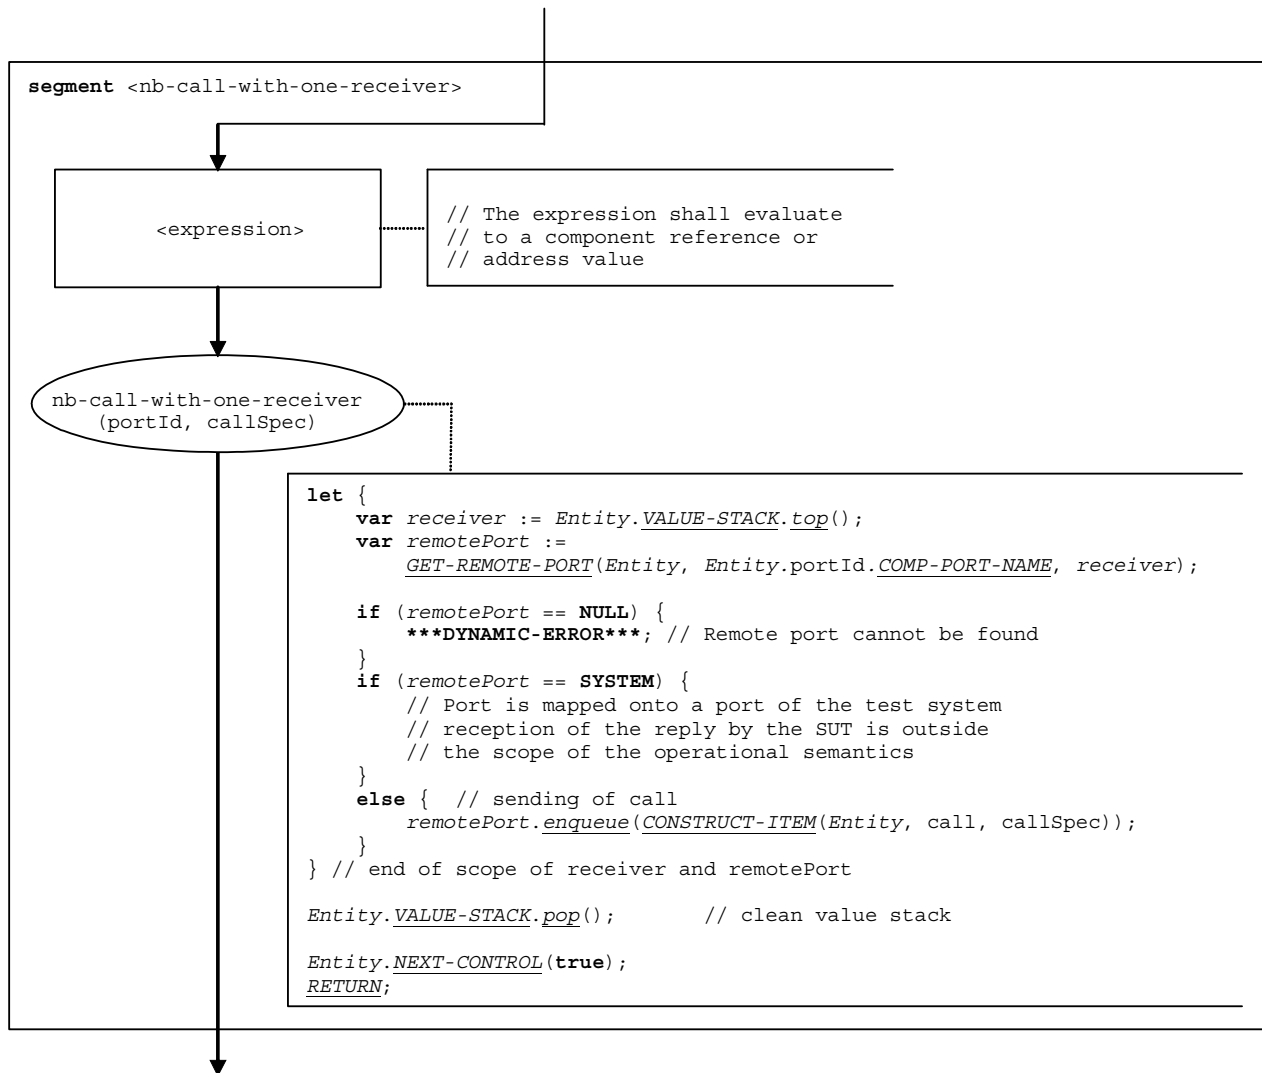 segment <nb-call-with-one-receiver>
<expression>
// The expression shall evaluate
// to a component reference or
// address value
nb-call-with-one-receiver
(portId, callSpec)
let {
var receiver := Entity.VALUE-STACK.top();
var remotePort :=
GET-REMOTE-PORT(Entity, Entity.portId.COMP-PORT-NAME, receiver);
if (remotePort == NULL) {
***DYNAMIC-ERROR***; // Remote port cannot be found
}
if (remotePort == SYSTEM) {
// Port is mapped onto a port of the test system
// reception of the reply by the SUT is outside
// the scope of the operational semantics
}
else { // sending of call
remotePort.enqueue(CONSTRUCT-ITEM(Entity, call, callSpec));
}
} // end of scope of receiver and remotePort
Entity.VALUE-STACK.pop(); // clean value stack
Entity.NEXT-CONTROL(true);
RETURN;